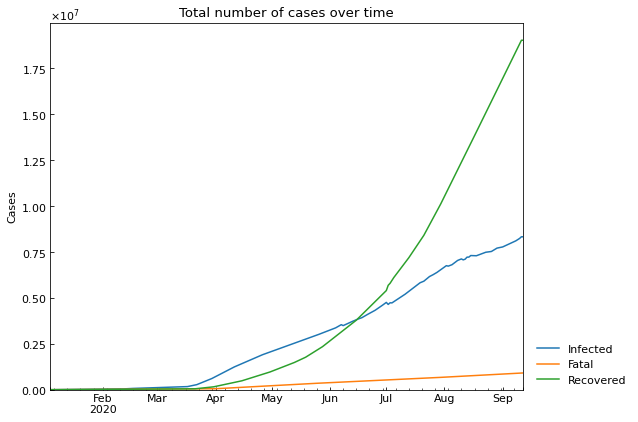 Total number of cases over time
×10⁷
1.75
1.50
1.25
1.00
0.75
0.50
0.25
0.00
Cases
Feb Mar Apr May Jun Jul Aug Sep
2020
Infected
Fatal
Recovered